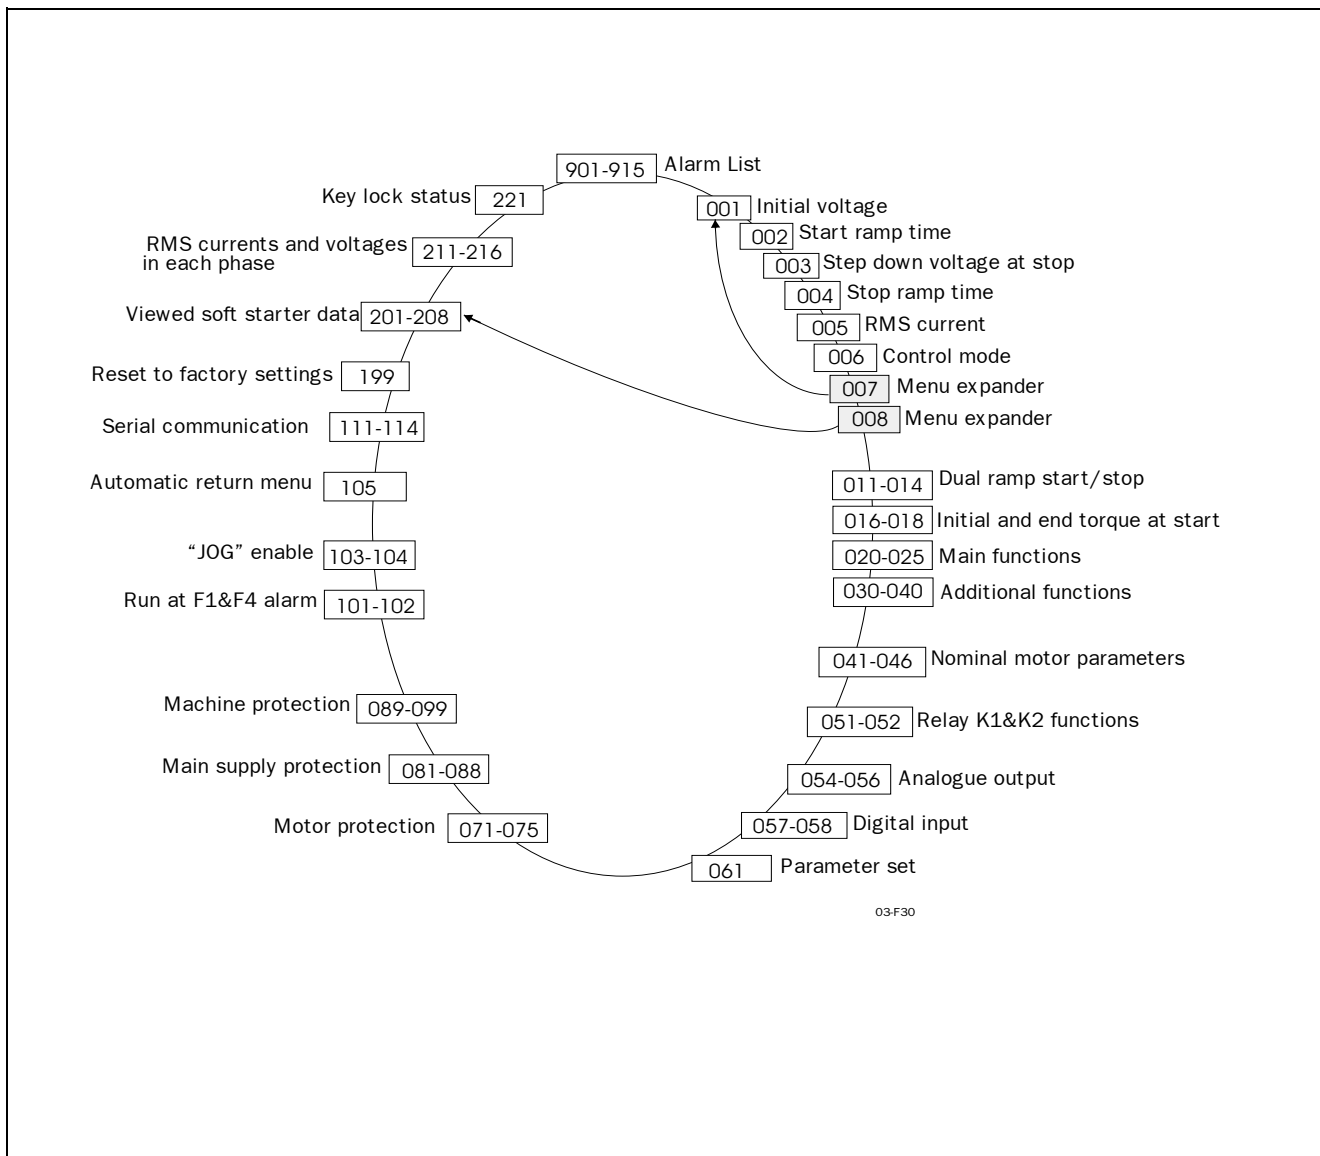 901-915 Alarm List
Key lock status 221
001 Initial voltage
002 Start ramp time
RMS currents and voltages
in each phase
211-216
003 Step down voltage at stop
004 Stop ramp time
Viewed soft starter data 201-208
005 RMS current
006 Control mode
Reset to factory settings 199
007 Menu expander
008 Menu expander
Serial communication 111-114
Automatic return menu 105
011-014 Dual ramp start/stop
016-018 Initial and end torque at start
“JOG” enable 103-104
020-025 Main functions
030-040 Additional functions
Run at F1&F4 alarm 101-102
041-046 Nominal motor parameters
Machine protection 089-099
051-052 Relay K1&K2 functions
Main supply protection 081-088
054-056 Analogue output
057-058 Digital input
Motor protection 071-075
061 Parameter set
03-F30